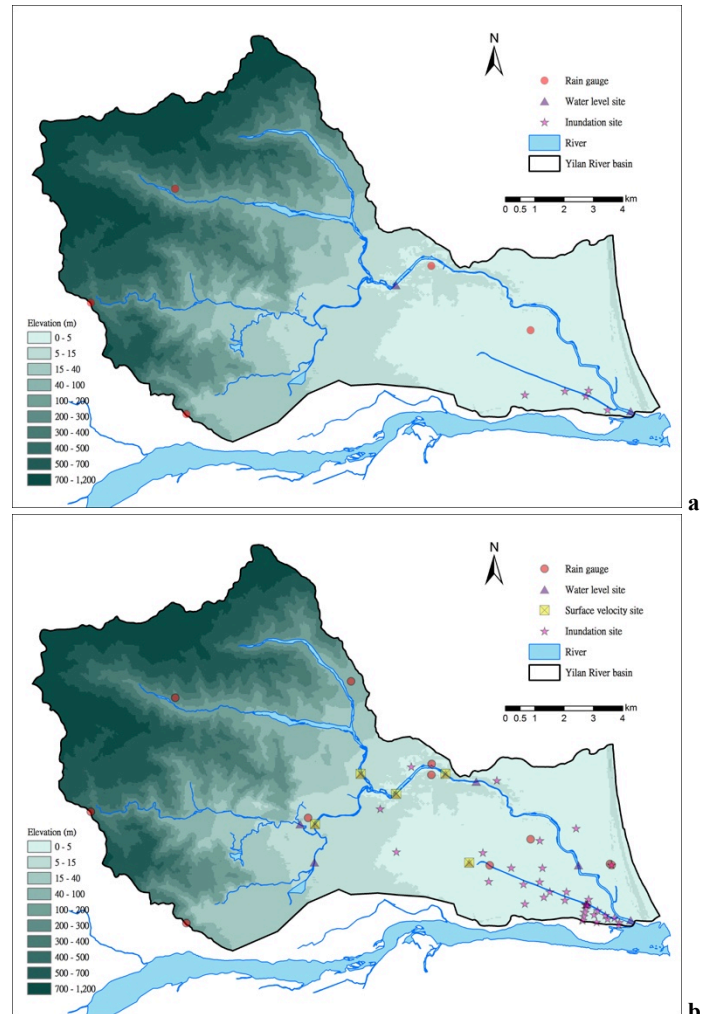 N
Rain gauge
Water level site
Inundation site
River
Yilan River basin
0 0.5 1 2 3 4
km
Elevation (m)
0 - 5
5 - 15
15 - 40
40 - 100
100 - 200
200 - 300
300 - 400
400 - 500
500 - 700
700 - 1,200
a
N
Rain gauge
Water level site
Surface velocity site
Inundation site
River
Yilan River basin
0 0.5 1 2 3 4
km
Elevation (m)
0 - 5
5 - 15
15 - 40
40 - 100
100 - 200
200 - 300
300 - 400
400 - 500
500 - 700
700 - 1,200
b